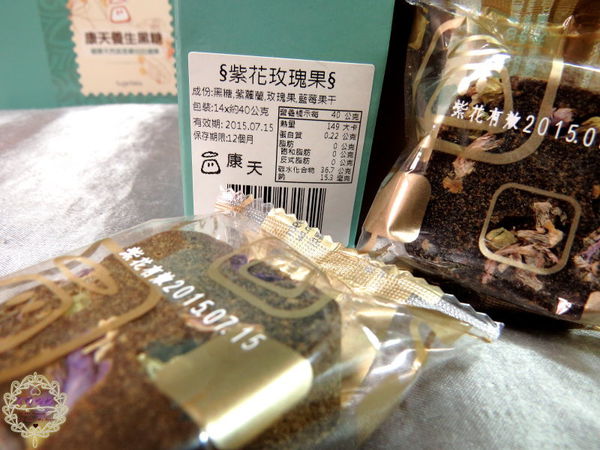 康天養生黑糖
§紫花玫瑰果§
成份:黑糖,紫蘿蘭,玫瑰果,藍莓果干
包裝:14x約40公克
有效期: 2015.07.15
保存期限:12個月
康天
營養標示每 40 公克
熱量 149 大卡
蛋白質 0.22 公克
脂肪 0 公克
飽和脂肪 0 公克
反式脂肪 0 公克
碳水化合物 36.7 公克
鈉 15.3 毫克
紫花有效2015.07
紫花有效2015.07.15